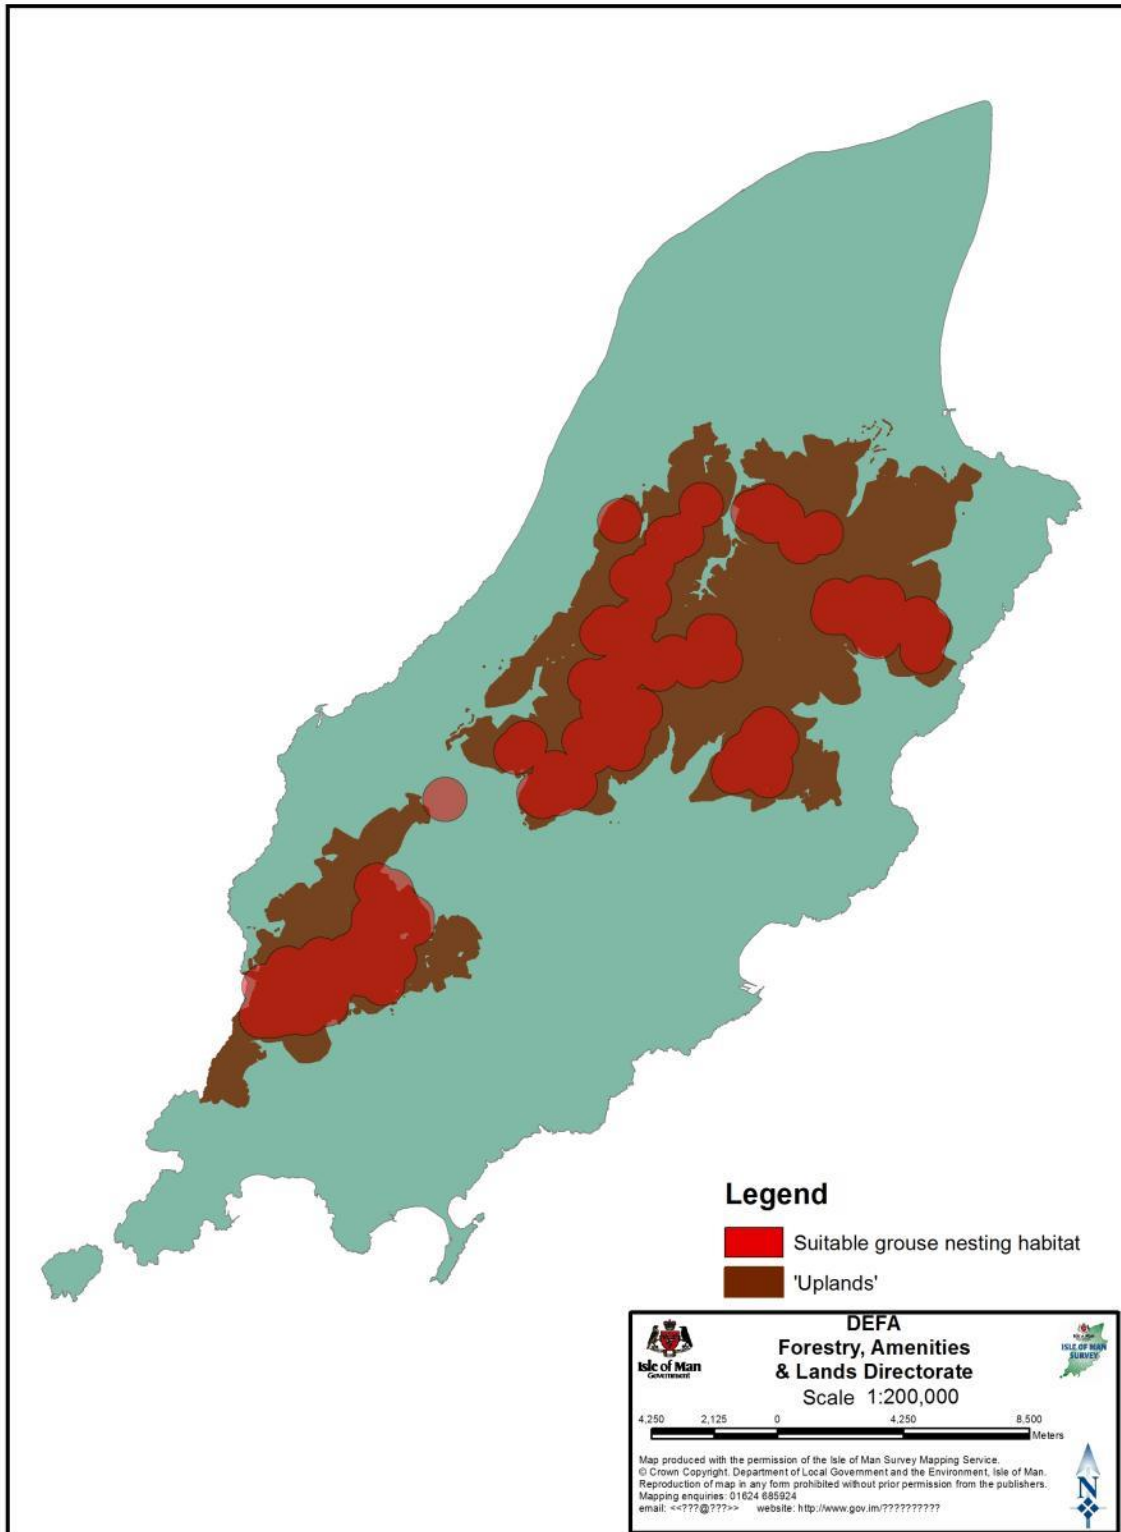 Legend
Suitable grouse nesting habitat
'Uplands'
DEFA
Forestry, Amenities
& Lands Directorate
Scale 1:200,000
Isle of Man
Government
ISLE OF MAN
SURVEY
4,250 2,125 0 4,250 8,500
Meters
Map produced with the permission of the Isle of Man Survey Mapping Service.
© Crown Copyright. Department of Local Government and the Environment, Isle of Man.
Reproduction of map in any form prohibited without prior permission from the publishers.
Mapping enquiries: 01624 685924
email: <<???@???>> website: http://www.gov.im/??????????
N